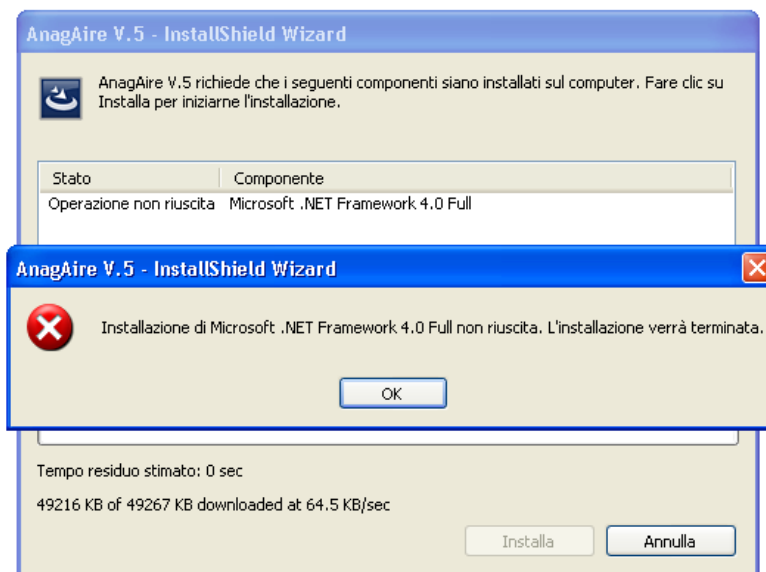 AnagAire V.5 - InstallShield Wizard
AnagAire V.5 richiede che i seguenti componenti siano installati sul computer. Fare clic su
Installa per iniziarne l'installazione.
Stato Componente
Operazione non riuscita Microsoft .NET Framework 4.0 Full
AnagAire V.5 - InstallShield Wizard
Installazione di Microsoft .NET Framework 4.0 Full non riuscita. L'installazione verrà terminata.
OK
Tempo residuo stimato: 0 sec
49216 KB of 49267 KB downloaded at 64.5 KB/sec
Installa Annulla